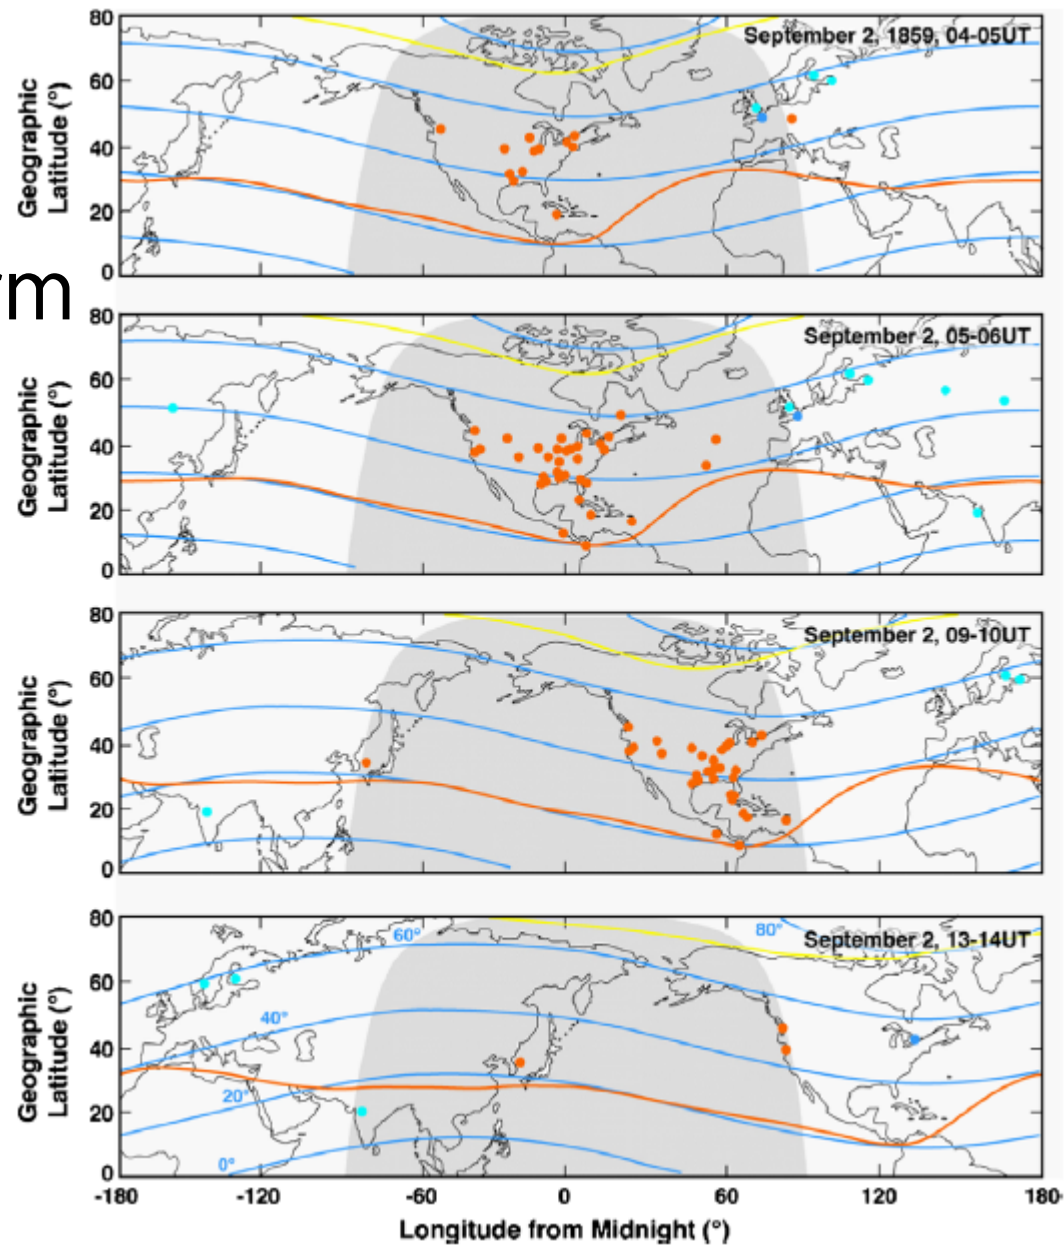 80
60
40
20
0
Geographic
Latitude (°)
September 2, 1859, 04-05UT
rm
80
60
40
20
0
Geographic
Latitude (°)
September 2, 05-06UT
80
60
40
20
0
Geographic
Latitude (°)
September 2, 09-10UT
80
60
40
20
0
Geographic
Latitude (°)
September 2, 13-14UT
80°
60°
40°
20°
0°
-180 -120 -60 0 60 120 180
Longitude from Midnight (°)